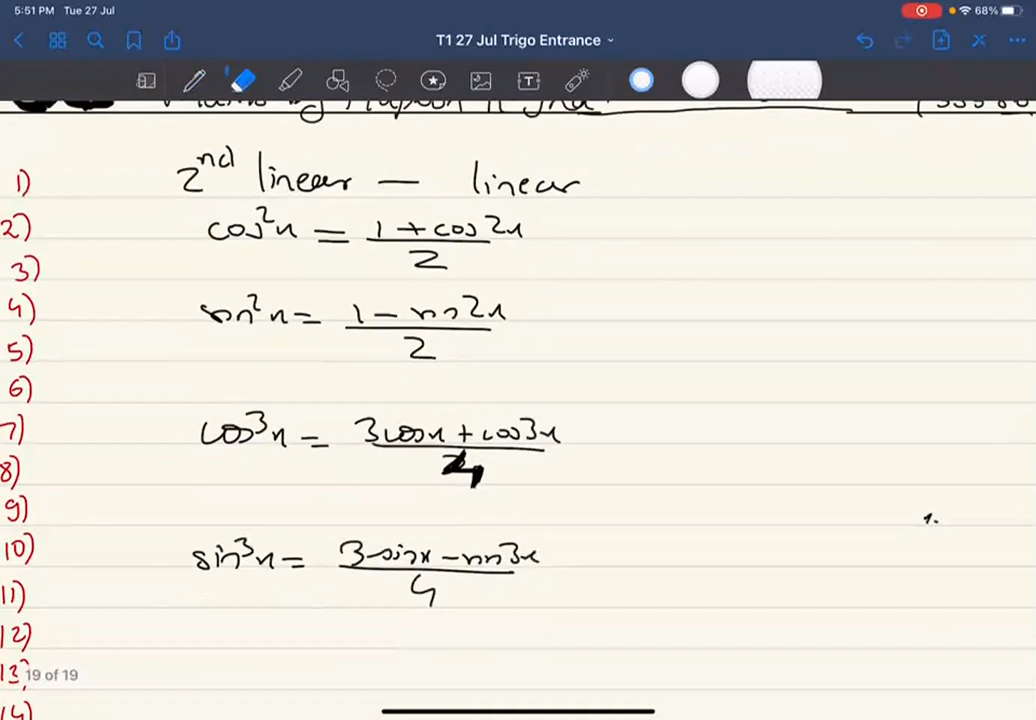 5:51 PM Tue 27 Jul
68%
T1 27 Jul Trigo Entrance
1) 2nd linear — linear
2) cos²x = (1 + cos2x)/2
3)
4) sin²x = (1 - sin2x)/2
5)
6)
7) cos³x = (3cosx + cos3x)/4
8)
9)
10) sin³x = (3sinx - sin3x)/4
11)
12)
13)
19 of 19
14)